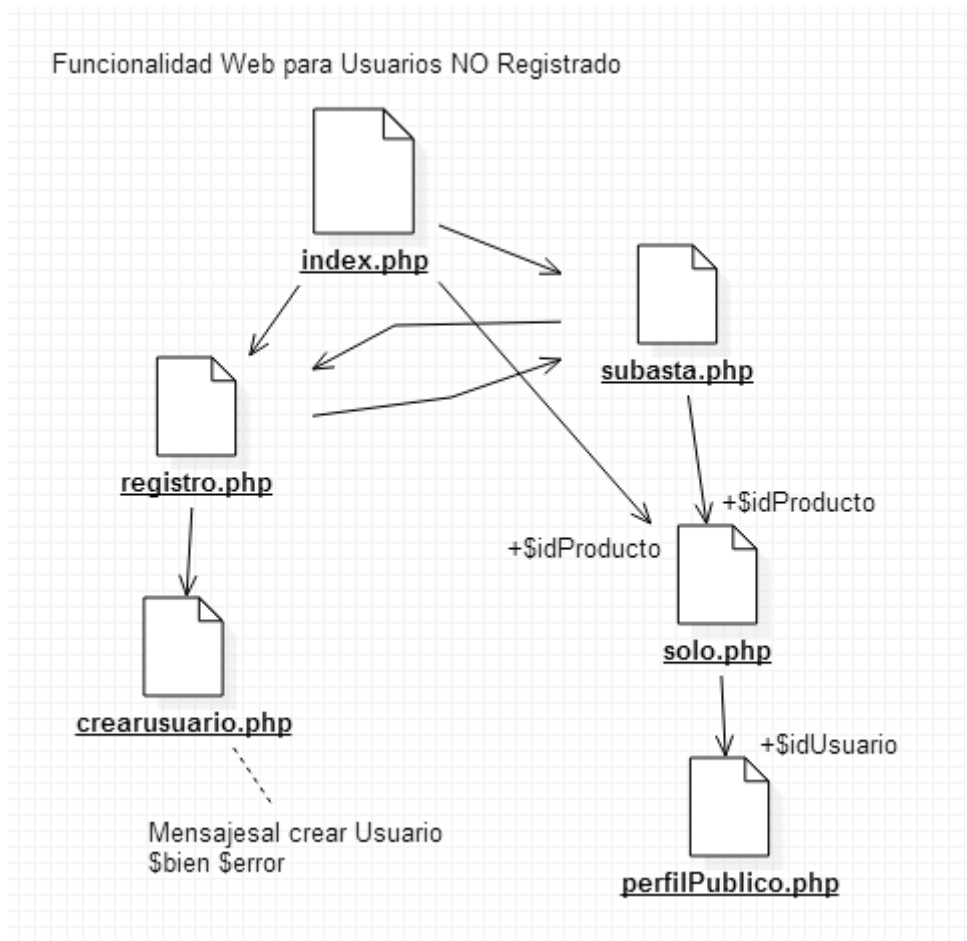 Funcionalidad Web para Usuarios NO Registrado
index.php
subasta.php
registro.php
+$idProducto
+$idProducto
solo.php
crearusuario.php
+$idUsuario
Mensajesal crear Usuario
$bien $error
perfilPublico.php